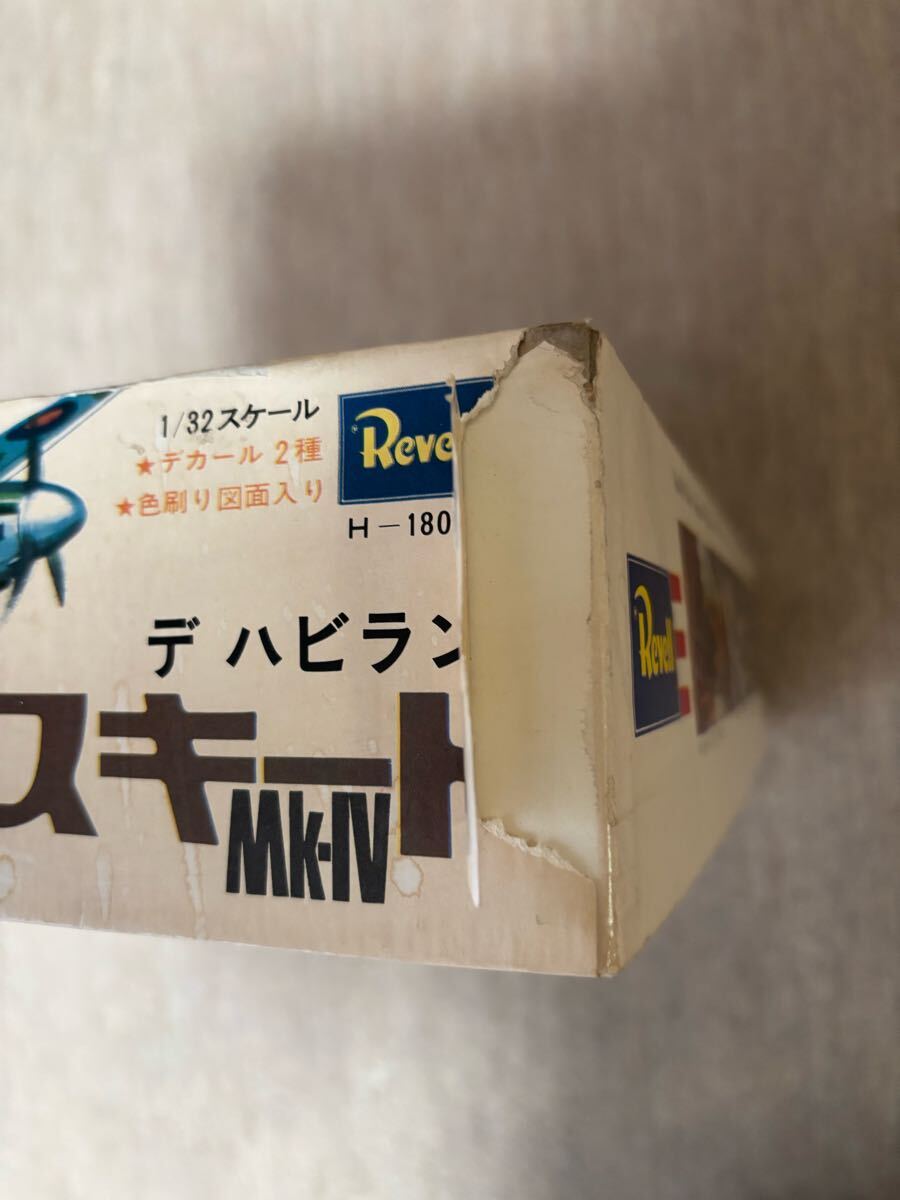 1/32スケール
★デカール 2種
★色刷り図面入り
Reve
H-180
デ ハビラン
スキート
Mk-IV
Revell